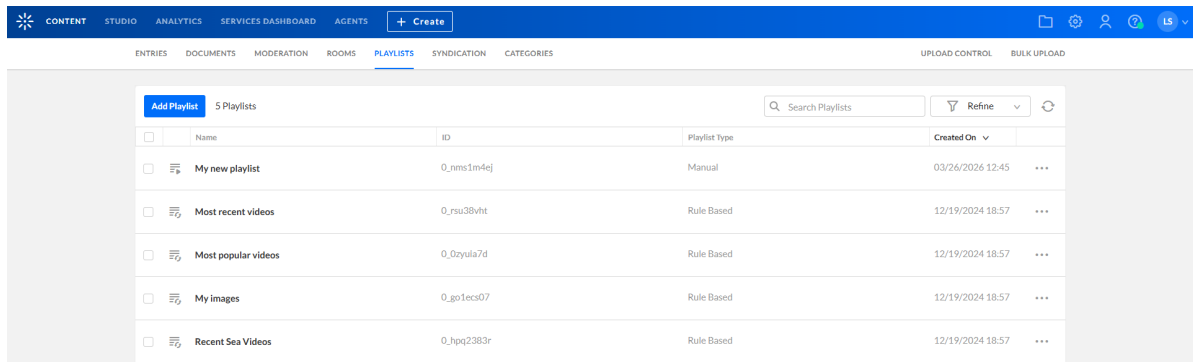 CONTENT STUDIO ANALYTICS SERVICES DASHBOARD AGENTS + Create LS
ENTRIES DOCUMENTS MODERATION ROOMS PLAYLISTS SYNDICATION CATEGORIES UPLOAD CONTROL BULK UPLOAD
Add Playlist 5 Playlists Search Playlists Refine
Name ID Playlist Type Created On
My new playlist 0_nms1m4ej Manual 03/26/2026 12:45
Most recent videos 0_rsu38vht Rule Based 12/19/2024 18:57
Most popular videos 0_0zyuia7d Rule Based 12/19/2024 18:57
My images 0_go1ecs07 Rule Based 12/19/2024 18:57
Recent Sea Videos 0_hpq2383r Rule Based 12/19/2024 18:57